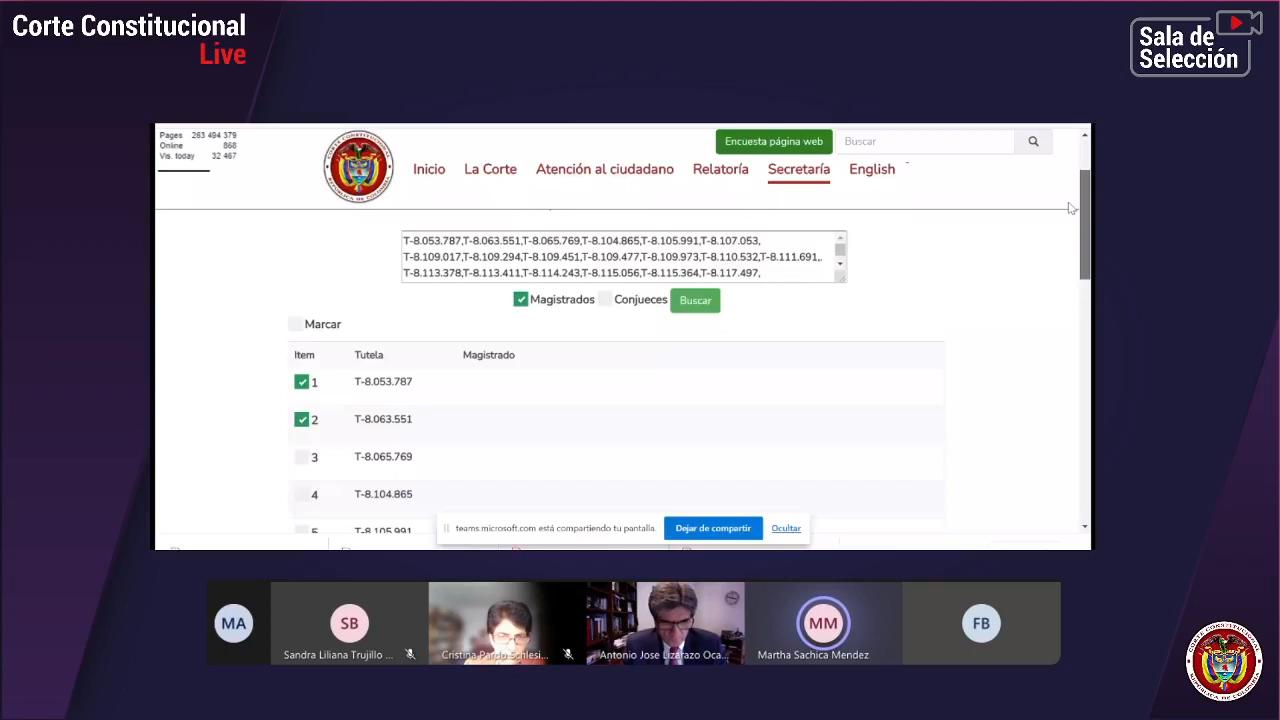 Corte Constitucional
Live
Sala de
Selección
Pages 263 494 379
Online 868
Vis. today 32 467
Encuesta página web
Buscar
Inicio
La Corte
Atención al ciudadano
Relatoría
Secretaría
English
T-8.053.787,T-8.063.551,T-8.065.769,T-8.104.865,T-8.105.991,T-8.107.053,
T-8.109.017,T-8.109.294,T-8.109.451,T-8.109.477,T-8.109.973,T-8.110.532,T-8.111.691,.
T-8.113.378,T-8.113.411,T-8.114.243,T-8.115.056,T-8.115.364,T-8.117.497,
Magistrados Conjueces Buscar
Marcar
Item Tutela Magistrado
1 T-8.053.787
2 T-8.063.551
3 T-8.065.769
4 T-8.104.865
5 T-8.105.991
teams.microsoft.com está compartiendo tu pantalla. Dejar de compartir Ocultar
MA
SB
MM
FB
Sandra Liliana Trujillo ...
Cristina Pardo Schlesi...
Antonio Jose Lizarazo Oca...
Martha Sachica Mendez